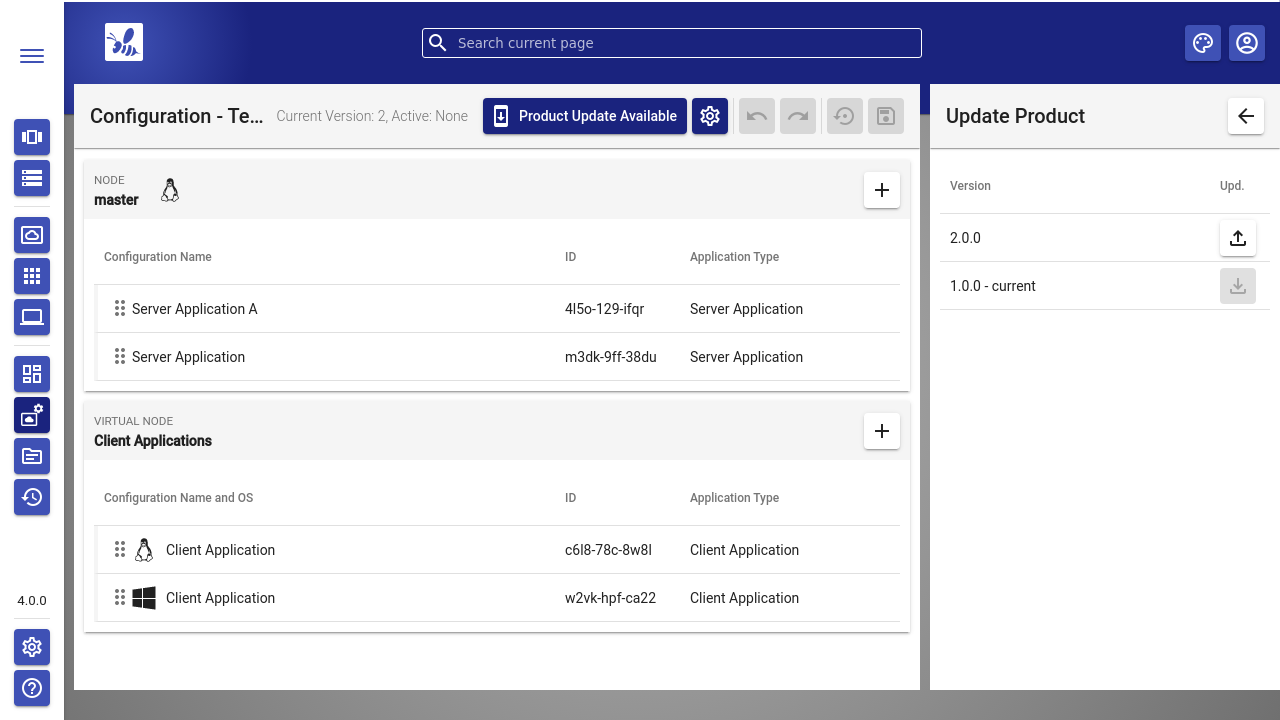 Search current page
Configuration - Te...
Current Version: 2, Active: None
Product Update Available
Update Product
NODE
master
Configuration Name ID Application Type
Server Application A 4l5o-129-ifqr Server Application
Server Application m3dk-9ff-38du Server Application
VIRTUAL NODE
Client Applications
Configuration Name and OS ID Application Type
Client Application c6l8-78c-8w8l Client Application
Client Application w2vk-hpf-ca22 Client Application
Version Upd.
2.0.0
1.0.0 - current
4.0.0